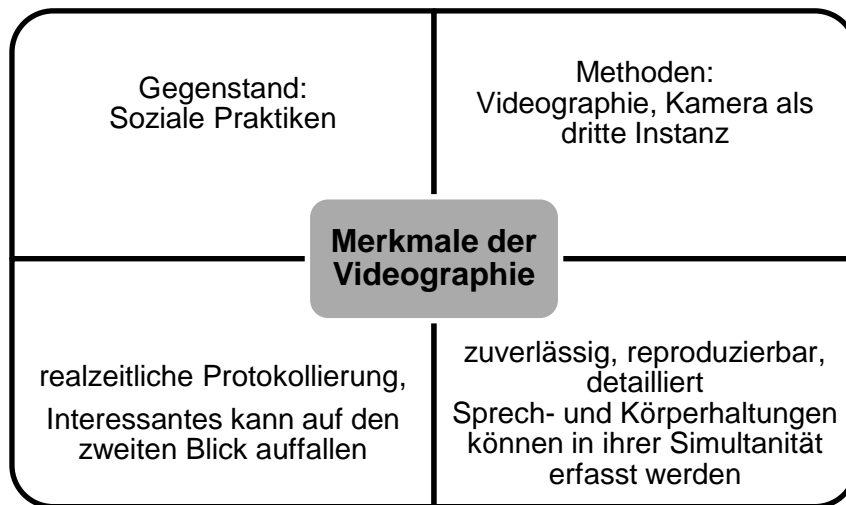 Gegenstand:
Soziale Praktiken
Methoden:
Videographie, Kamera als
dritte Instanz
Merkmale der
Videographie
realzeitliche Protokollierung,
Interessantes kann auf den
zweiten Blick auffallen
zuverlässig, reproduzierbar,
detailliert
Sprech- und Körperhaltungen
können in ihrer Simultanität
erfasst werden